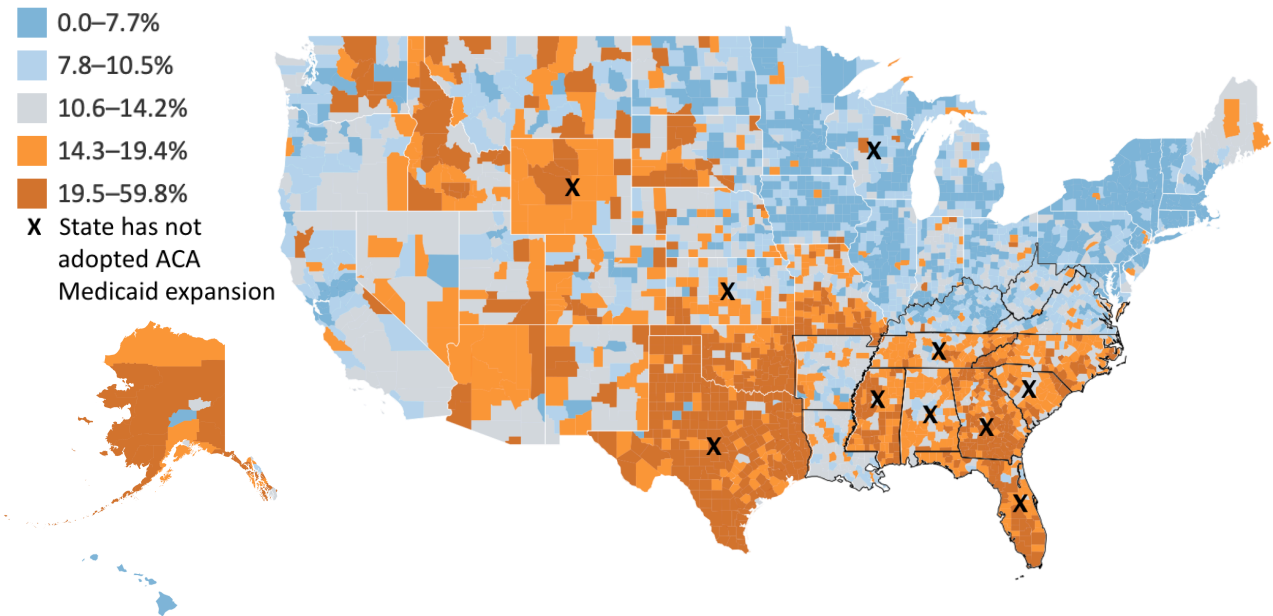 0.0–7.7%
7.8–10.5%
10.6–14.2%
14.3–19.4%
19.5–59.8%
X State has not
adopted ACA
Medicaid expansion
X
X
X
X
X
X
X
X
X
X